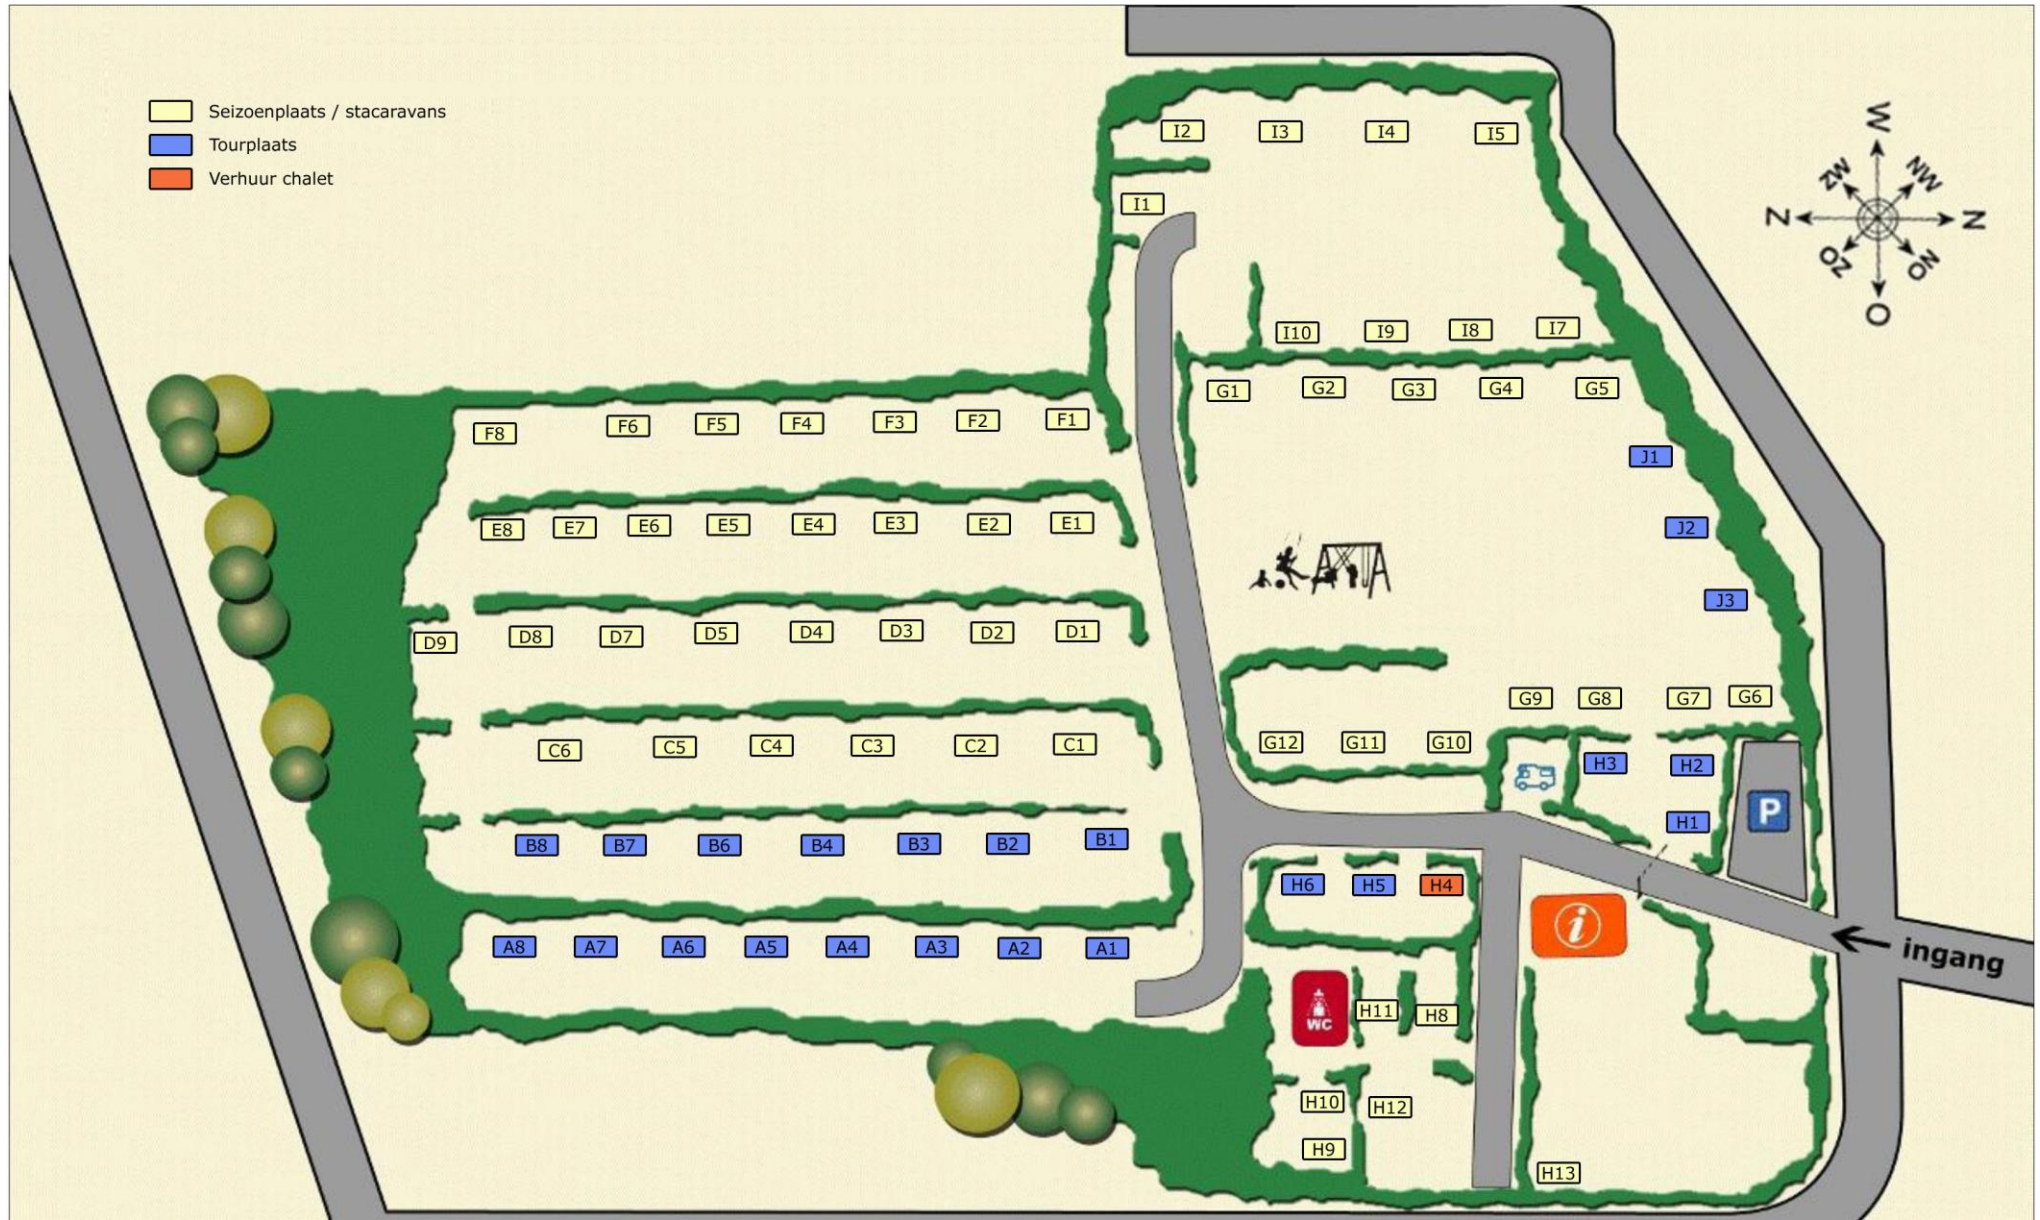 Seizoenplaats / stacaravans
Tourplaats
Verhuur chalet
W
ZW NW
Z N
OZ NO
O
I2 I3 I4 I5
I1
I10 I9 I8 I7
G1 G2 G3 G4 G5
F8 F6 F5 F4 F3 F2 F1
J1
E8 E7 E6 E5 E4 E3 E2 E1
J2
J3
D9 D8 D7 D5 D4 D3 D2 D1
G9 G8 G7 G6
C6 C5 C4 C3 C2 C1
G12 G11 G10
H3 H2
H1
P
B8 B7 B6 B4 B3 B2 B1
H6 H5 H4
i
A8 A7 A6 A5 A4 A3 A2 A1
ingang
WC
H11 H8
H10 H12
H9
H13